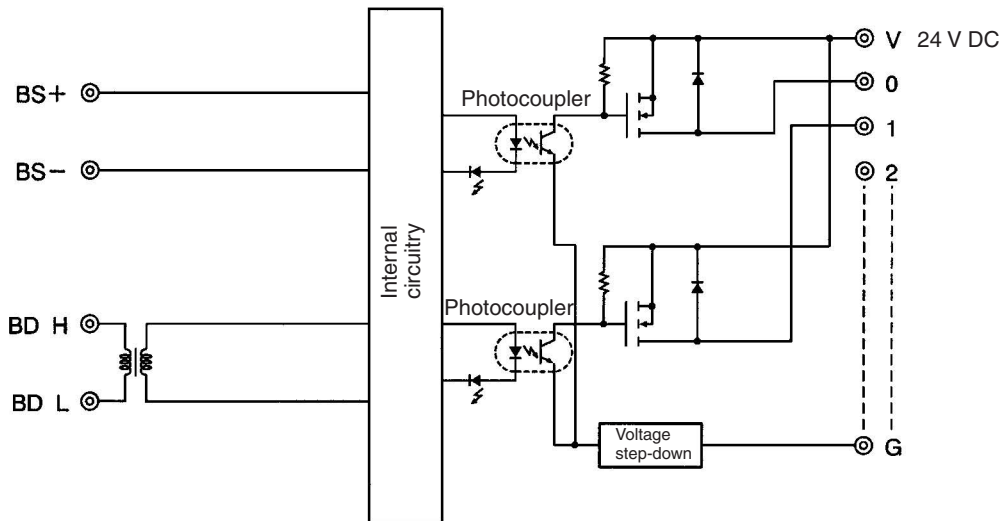 V 24 V DC
BS+
0
Photocoupler
1
BS−
2
Internal
circuitry
Photocoupler
BD H
BD L
Voltage
step-down
G